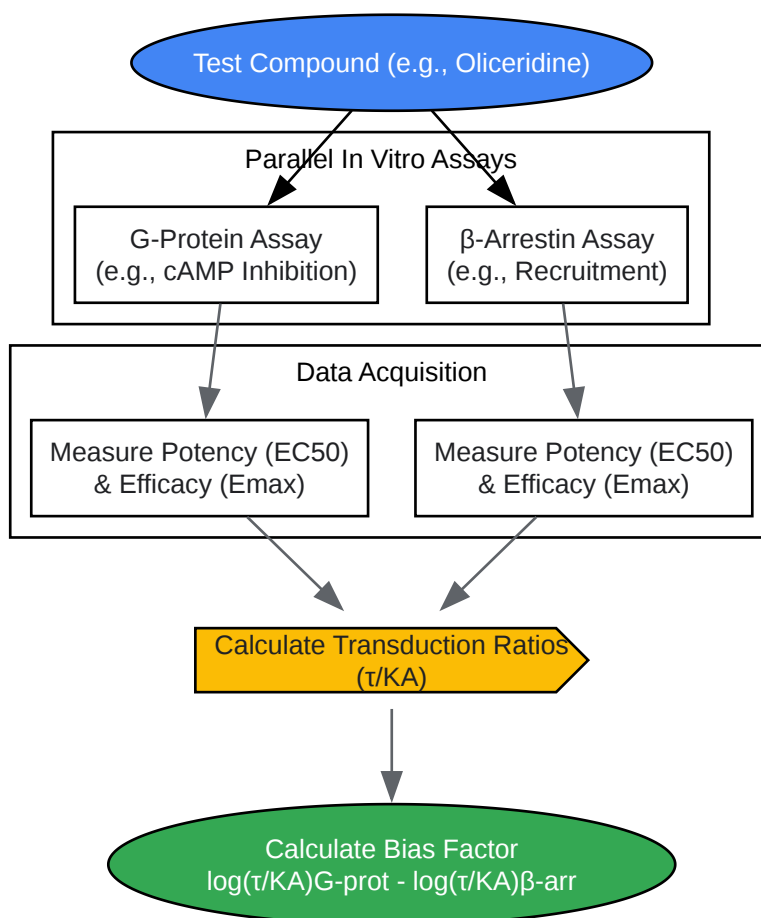 Test Compound (e.g., Oliceridine)
Parallel In Vitro Assays
G-Protein Assay
(e.g., cAMP Inhibition)
β-Arrestin Assay
(e.g., Recruitment)
Data Acquisition
Measure Potency (EC50)
& Efficacy (Emax)
Measure Potency (EC50)
& Efficacy (Emax)
Calculate Transduction Ratios
(τ/KA)
Calculate Bias Factor
log(τ/KA)G-prot - log(τ/KA)β-arr